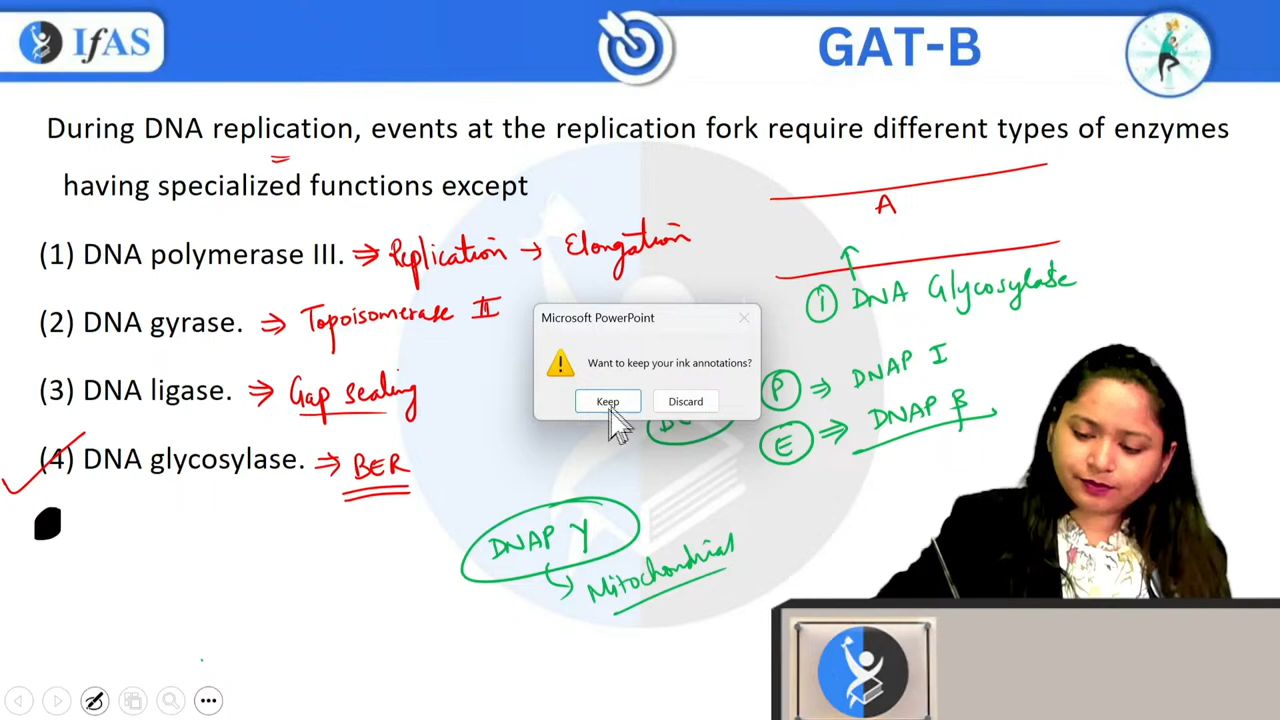 IfAS
GAT-B
During DNA replication, events at the replication fork require different types of enzymes
having specialized functions except
(1) DNA polymerase III. ⇒ Replication → Elongation
(2) DNA gyrase. ⇒ Topoisomerase II
(3) DNA ligase. ⇒ Gap sealing
(4) DNA glycosylase. ⇒ BER
A
① DNA Glycosylate
Microsoft PowerPoint
Want to keep your ink annotations?
Keep
Discard
P ⇒ DNAP I
E ⇒ DNAP β
DNAP γ
→ Mitochondrial